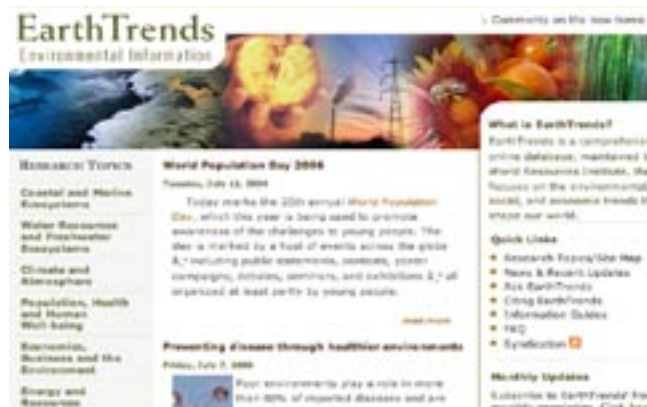 EarthTrends
Environmental Information
Comments on the new home
RESEARCH TOPICS
Coastal and Marine
Ecosystems
Water Resources
and Freshwater
Ecosystems
Climate and
Atmosphere
Population, Health
and Human
Well-being
Economics,
Business and the
Environment
Energy and
Resources
World Population Day 2006
Tuesday, July 11, 2006
Today marks the 20th annual World Population
Day, which this year is being used to promote
awareness of the challenges to young people. The
day is marked by a host of events across the globe
â‚¬" including public statements, contests, poster
campaigns, debates, seminars, and exhibitions all
organized at least partly by young people.
read more
Preventing disease through healthier environments
Friday, July 7, 2006
Poor environments play a role in more
than 80% of reported diseases and are
What is EarthTrends?
EarthTrends is a comprehensive
online database, maintained
World Resources Institute, that
focuses on the environmental,
social, and economic trends
shape our world.
Quick Links
Research Topics/Site Map
News & Recent Updates
Ask EarthTrends
Citing EarthTrends
Information Guides
FAQ
Syndication
Monthly Updates
Subscribe to EarthTrends'